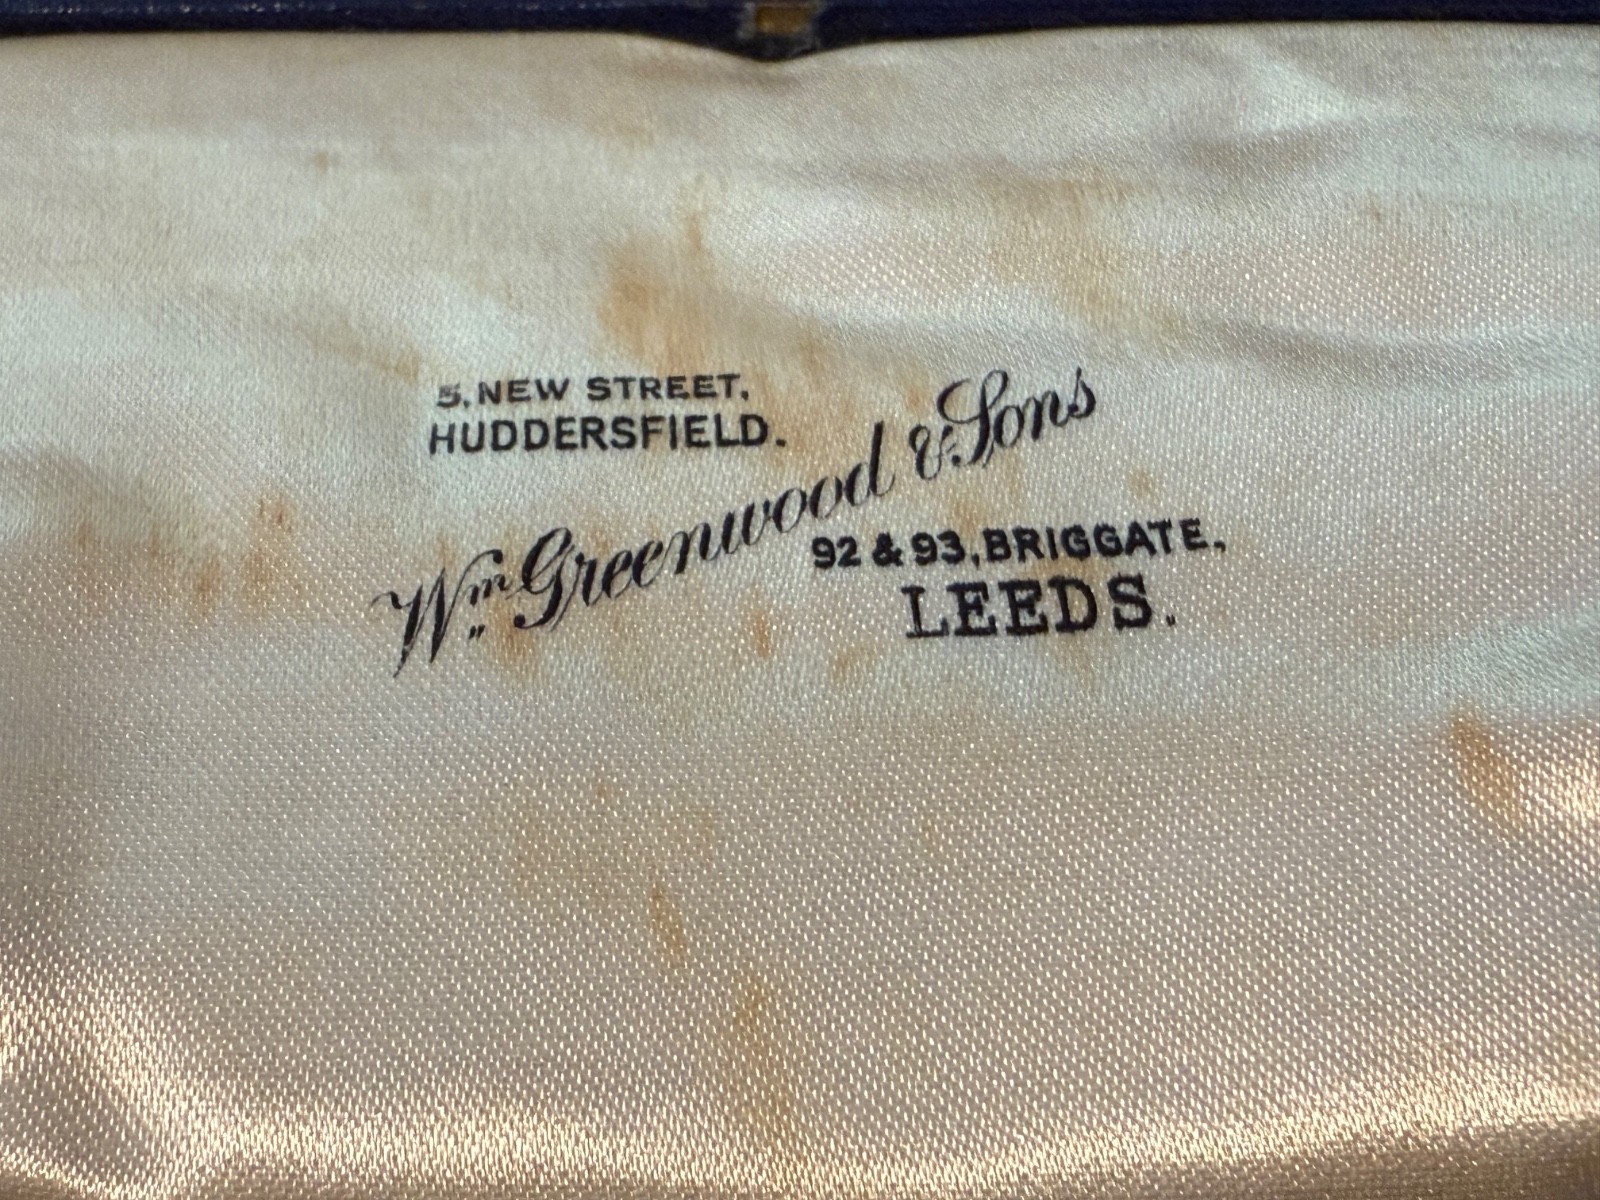 5, NEW STREET,
HUDDERSFIELD.
Wm Greenwood & Sons
92 & 93, BRIGGATE,
LEEDS.